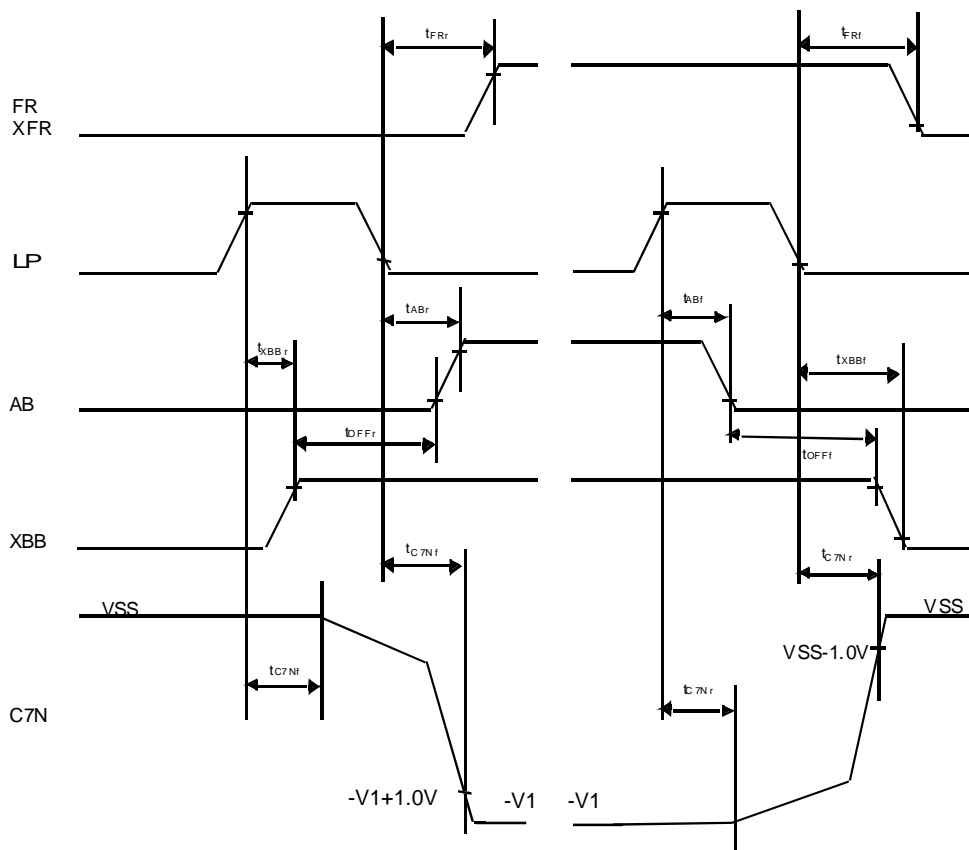 tFRr
tFRf
FR
XFR
LP
tABr
tABf
tXBBr
tXBBf
AB
tOFFr
tOFFf
XBB
tC7Nf
tC7Nr
VSS
VSS
VSS-1.0V
tC7Nf
tC7Nr
C7N
-V1+1.0V
-V1
-V1